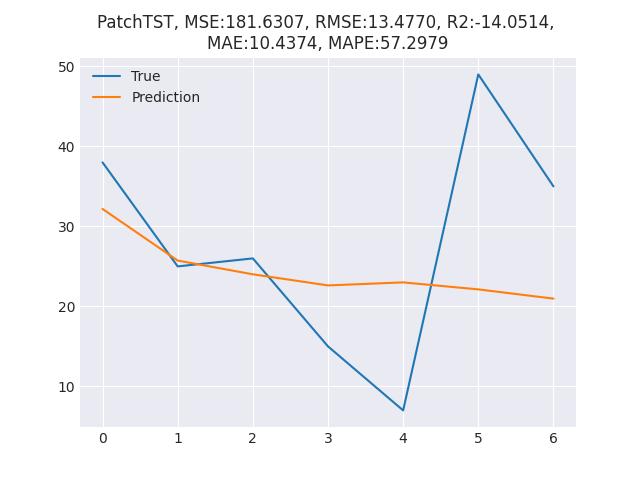 PatchTST, MSE:181.6307, RMSE:13.4770, R2:-14.0514,
MAE:10.4374, MAPE:57.2979
True
Prediction
50
40
30
20
10
0 1 2 3 4 5 6